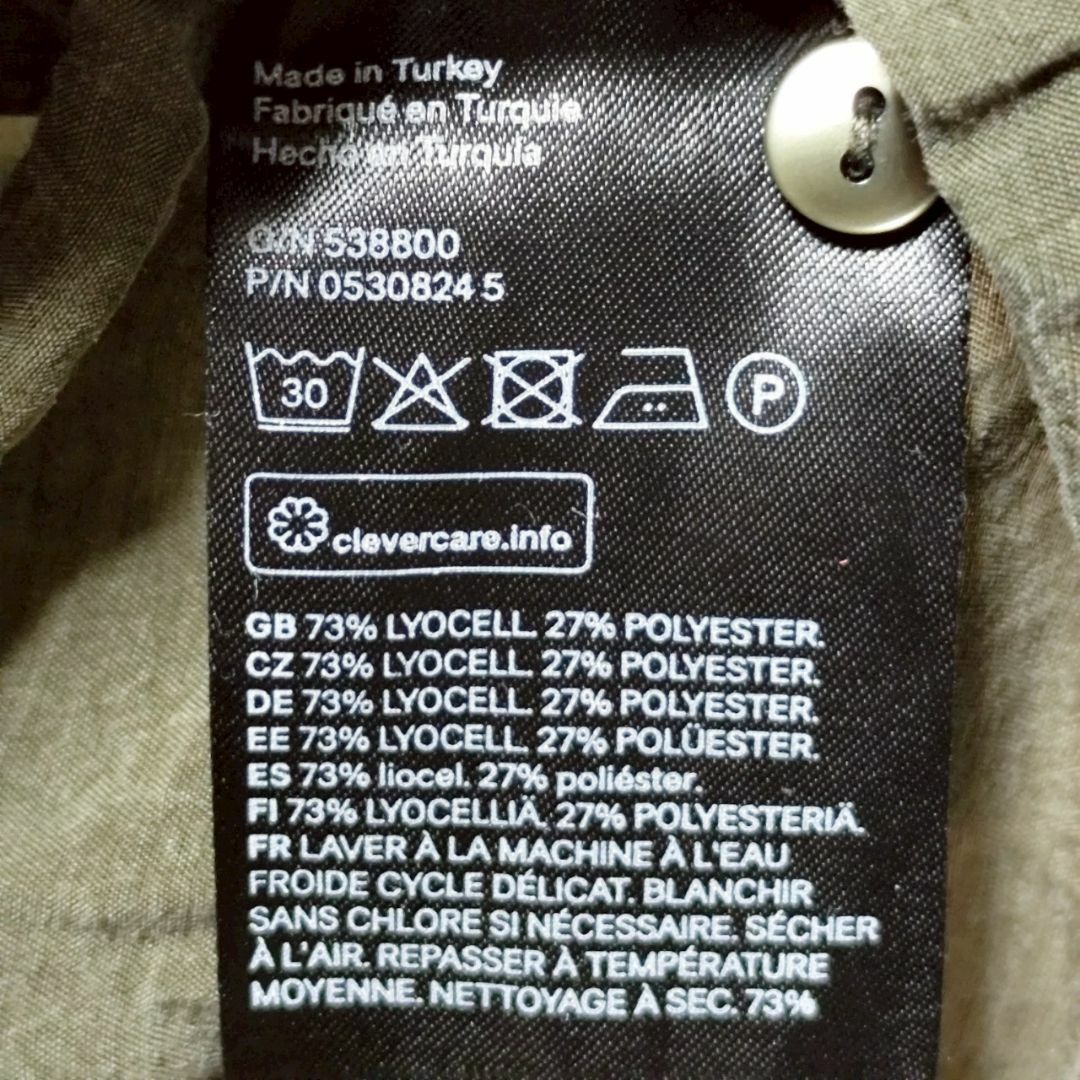 Made in Turkey
Fabriqué en Turquie
Hecho en Turquía
O/N 538800
P/N 0530824 5
30
P
clevercare.info
GB 73% LYOCELL. 27% POLYESTER.
CZ 73% LYOCELL. 27% POLYESTER.
DE 73% LYOCELL. 27% POLYESTER.
EE 73% LYOCELL. 27% POLÜESTER.
ES 73% liocel. 27% poliéster.
FI 73% LYOCELLIÄ. 27% POLYESTERIÄ.
FR LAVER À LA MACHINE À L'EAU
FROIDE CYCLE DÉLICAT. BLANCHIR
SANS CHLORE SI NÉCESSAIRE. SÉCHER
À L'AIR. REPASSER À TEMPÉRATURE
MOYENNE. NETTOYAGE À SEC. 73%